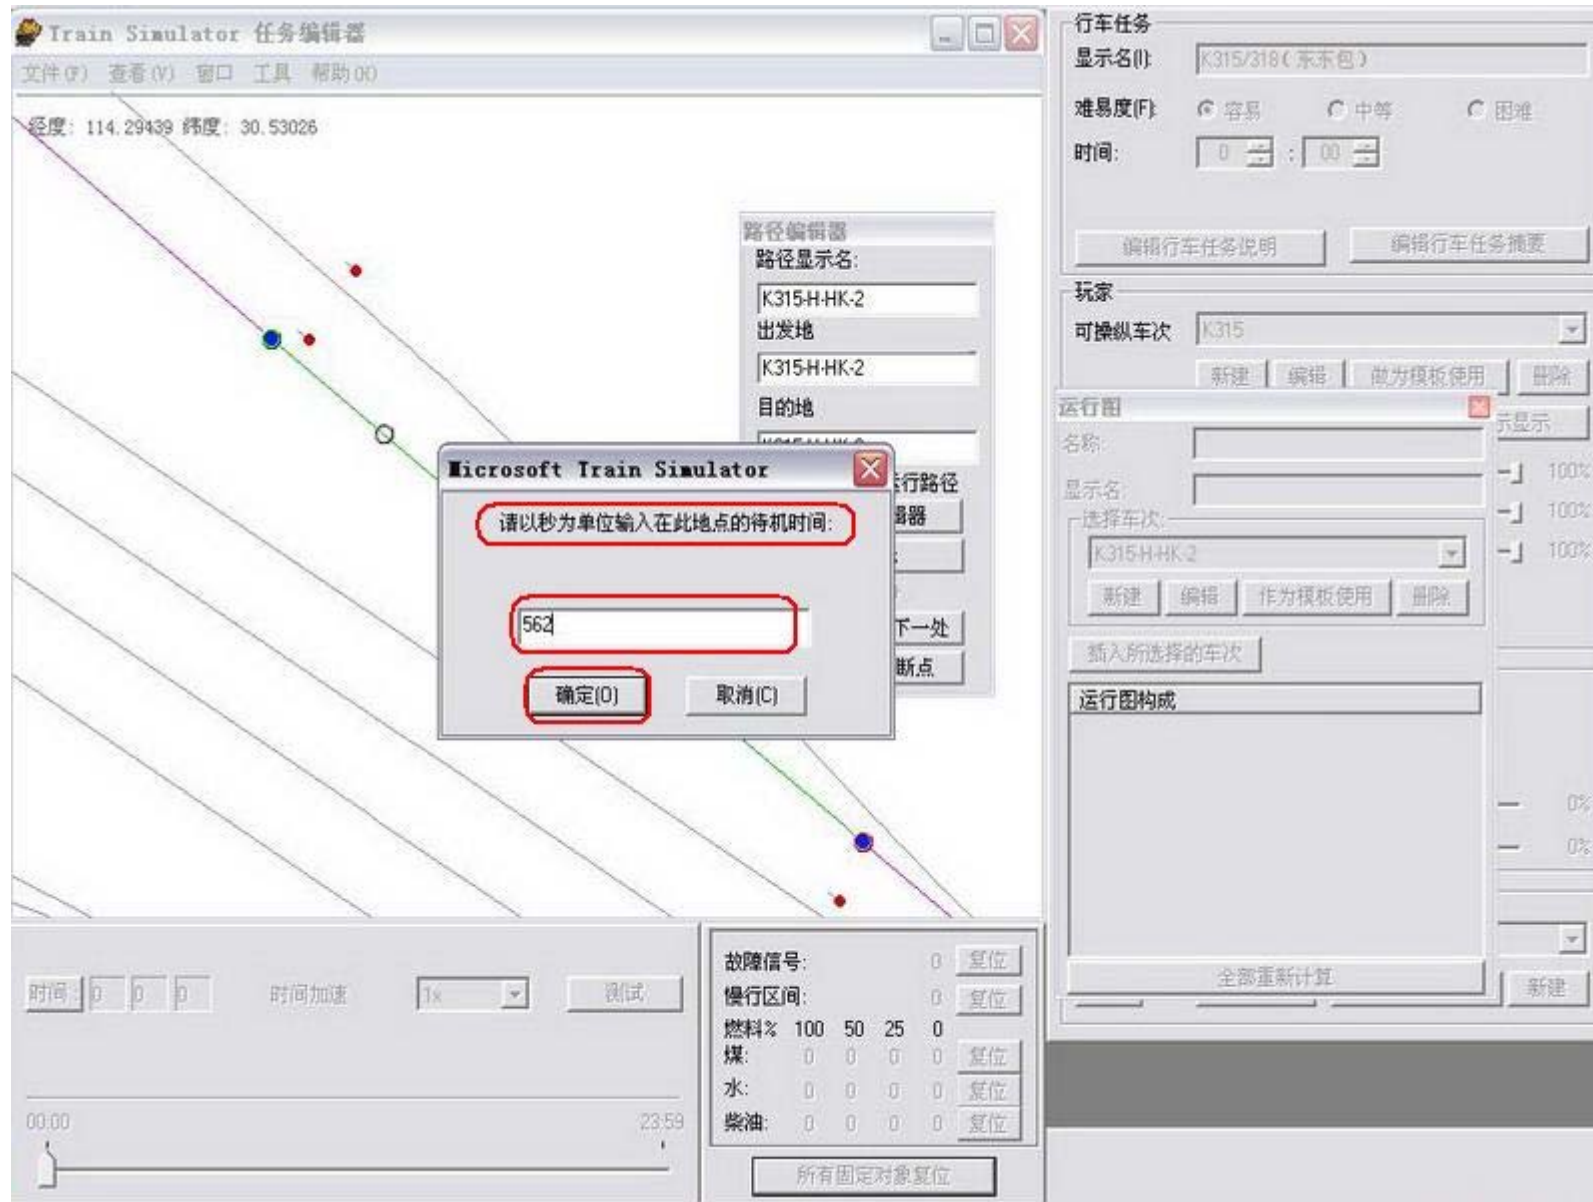 Train Simulator 任务编辑器
文件(F) 查看(V) 窗口 工具 帮助(H)
经度: 114.29439 纬度: 30.53026
路径编辑器
路径显示名:
K315-H-HK-2
出发地
K315-H-HK-2
目的地
行路径
辑器
下一处
断点
Microsoft Train Simulator
请以秒为单位输入在此地点的待机时间:
562
确定(O) 取消(C)
行车任务
显示名(I): K315/318(东东包)
难易度(F): 容易 中等 困难
时间: 0 : 00
编辑行车任务说明 编辑行车任务摘要
玩家
可操纵车次 K315
新建 编辑 做为模板使用 删除
运行图
示显示
名称:
100%
显示名:
100%
选择车次:
K315-H-HK-2
100%
新建 编辑 作为模板使用 删除
插入所选择的车次
运行图构成
0%
0%
全部重新计算
新建
时间: 0 0 0 时间加速 1x 测试
00:00 23:59
故障信号: 0 复位
慢行区间: 0 复位
燃料% 100 50 25 0
煤: 0 0 0 0 复位
水: 0 0 0 0 复位
柴油: 0 0 0 0 复位
所有固定对象复位